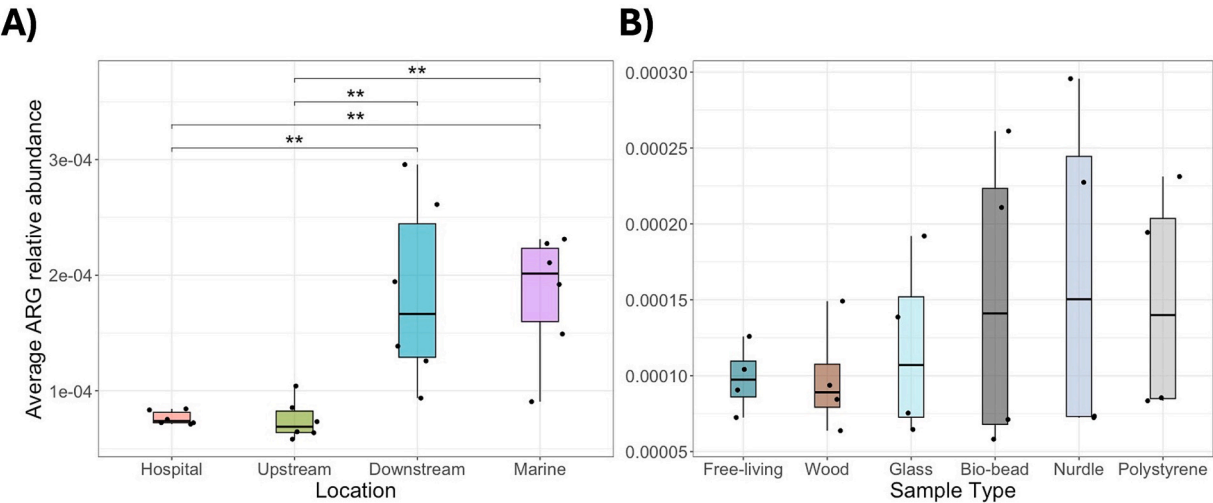 A)
B)
Average ARG relative abundance
3e-04
2e-04
1e-04
**
**
**
**
Hospital Upstream Downstream Marine
Location
0.00030
0.00025
0.00020
0.00015
0.00010
0.00005
Free-living Wood Glass Bio-bead Nurdle Polystyrene
Sample Type